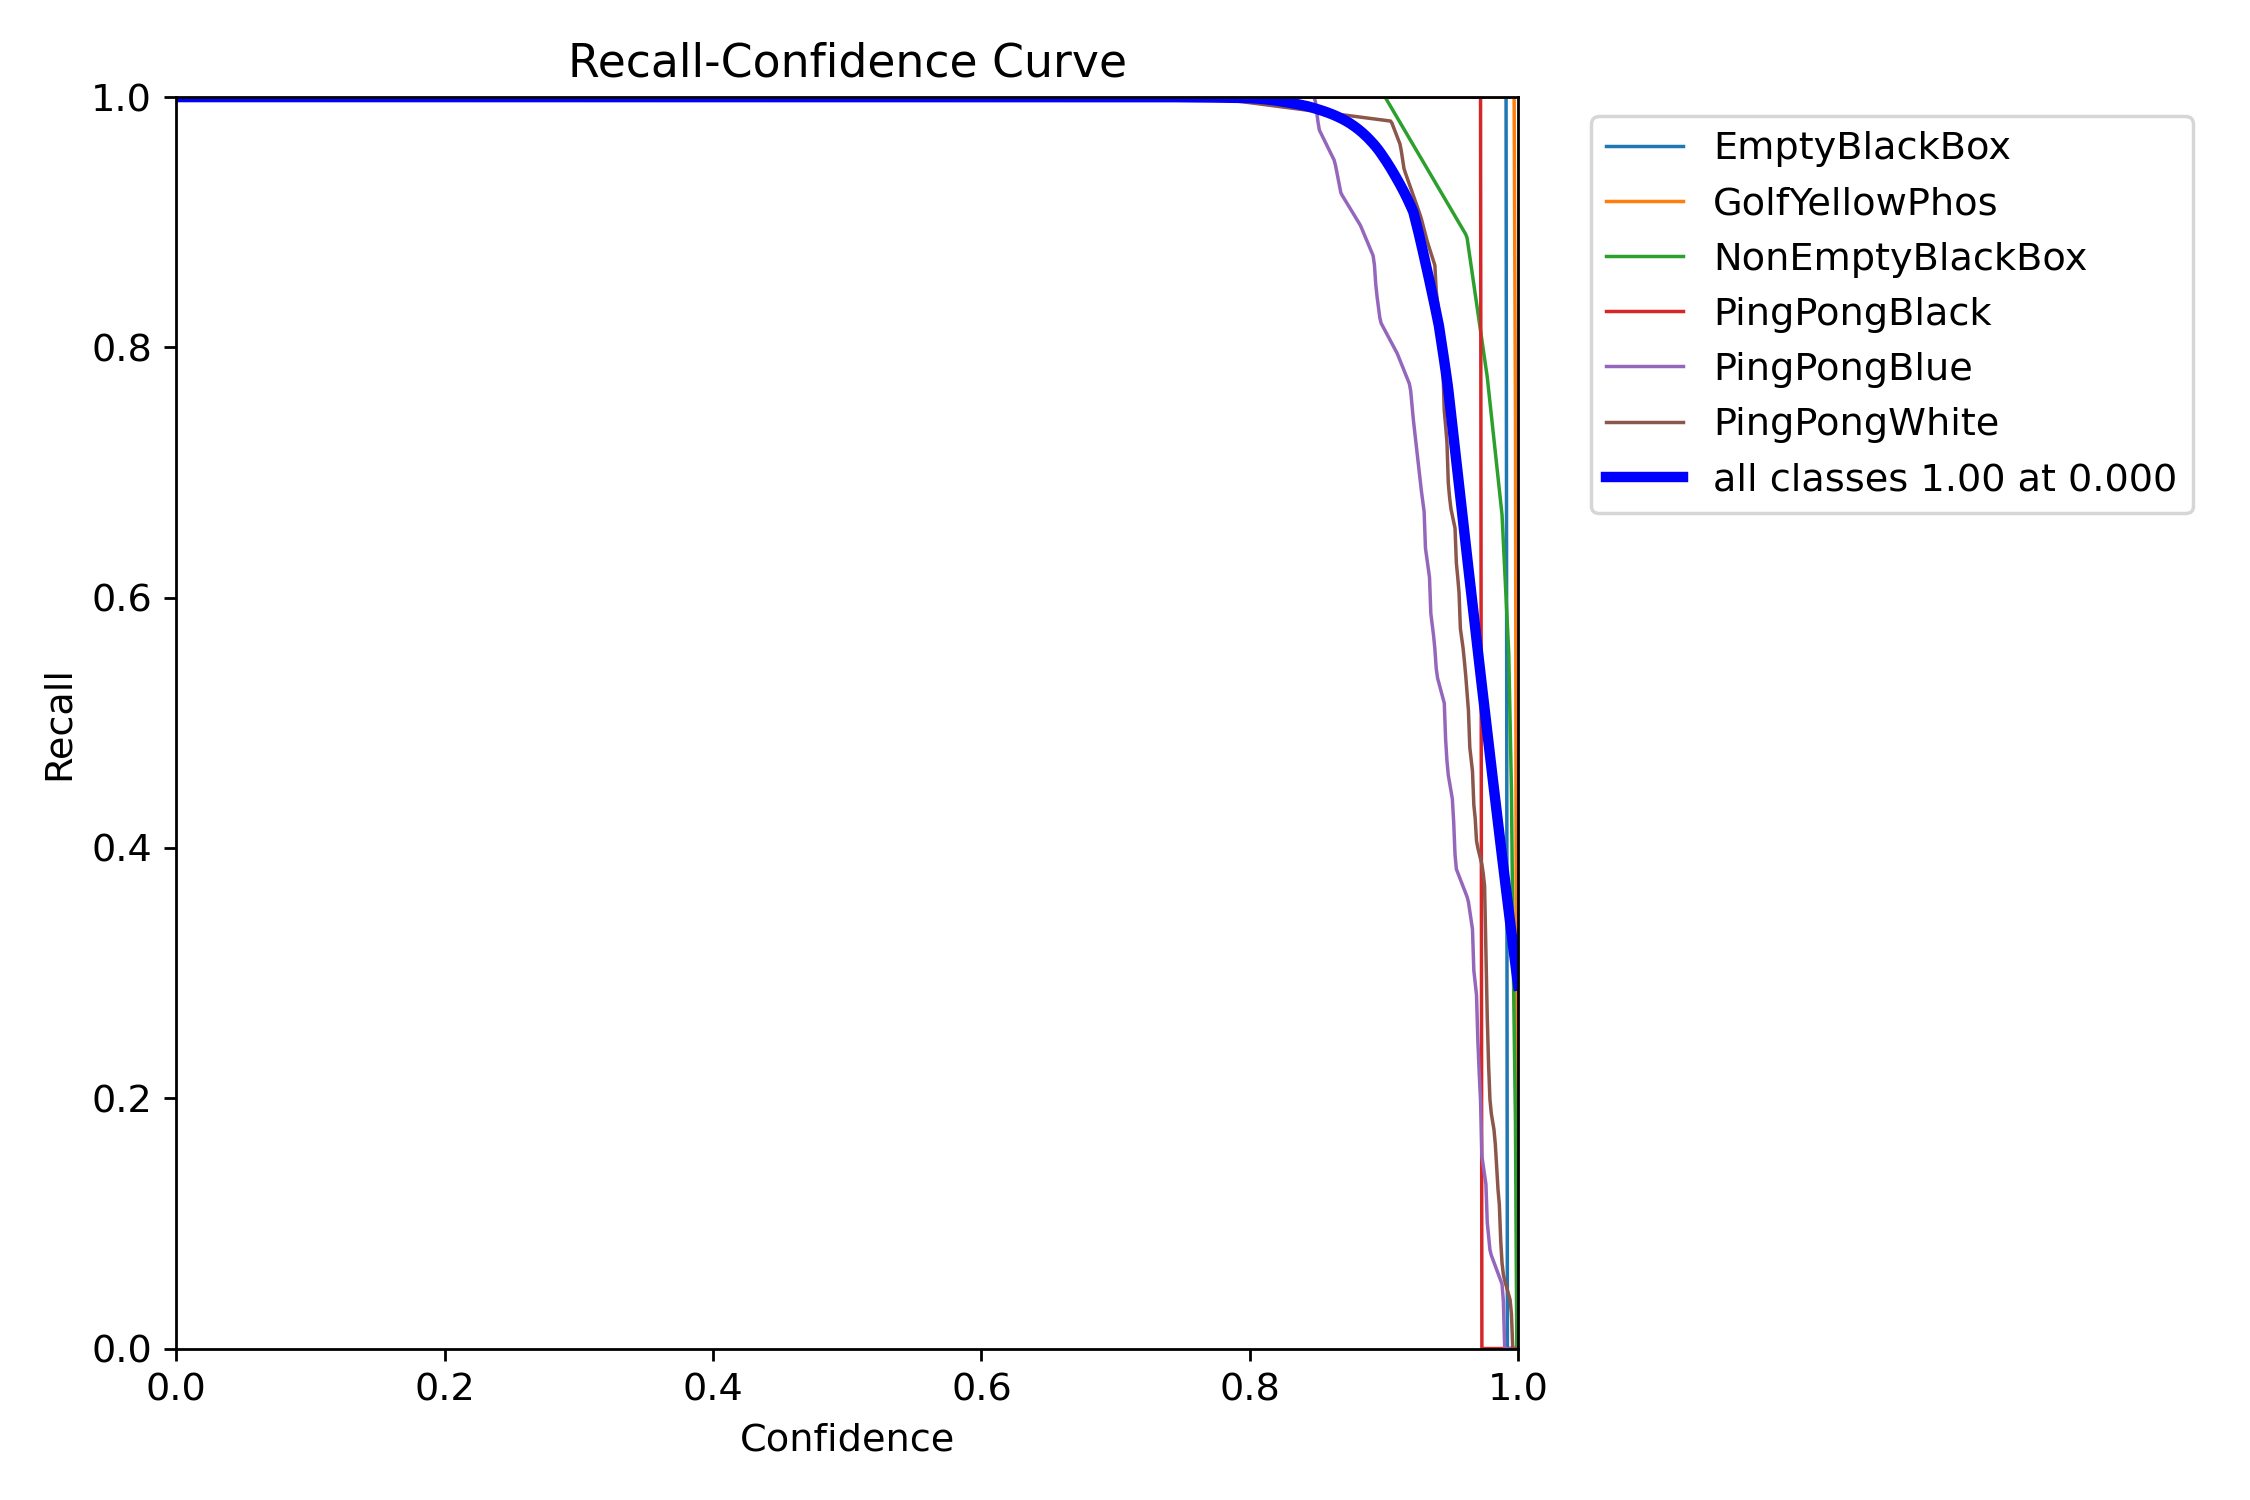 Recall-Confidence Curve
1.0
0.8
0.6
0.4
0.2
0.0
Recall
0.0 0.2 0.4 0.6 0.8 1.0
Confidence
EmptyBlackBox
GolfYellowPhos
NonEmptyBlackBox
PingPongBlack
PingPongBlue
PingPongWhite
all classes 1.00 at 0.000